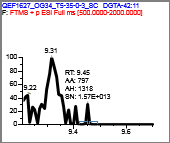 QEF1527_OG34_T5-35-0-3_SC DGTA-42:11
F: FTMS + p ESI Full ms [500.0000-2000.0000]
9.31
100
RT: 9.45
AA: 797
AH: 1318
SN: 1.57E+013
80
60
9.22
40
20
0
9.4
9.6